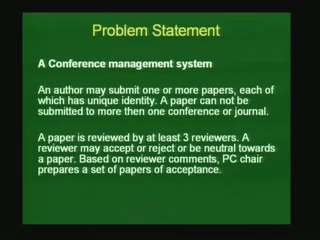 Problem Statement
A Conference management system
An author may submit one or more papers, each of
which has unique identity. A paper can not be
submitted to more then one conference or journal.
A paper is reviewed by at least 3 reviewers. A
reviewer may accept or reject or be neutral towards
a paper. Based on reviewer comments, PC chair
prepares a set of papers of acceptance.